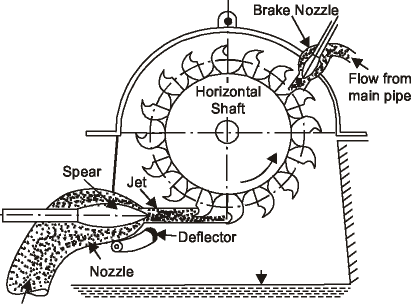 Brake Nozzle
Flow from
main pipe
Horizontal
Shaft
Spear
Jet
Deflector
Nozzle